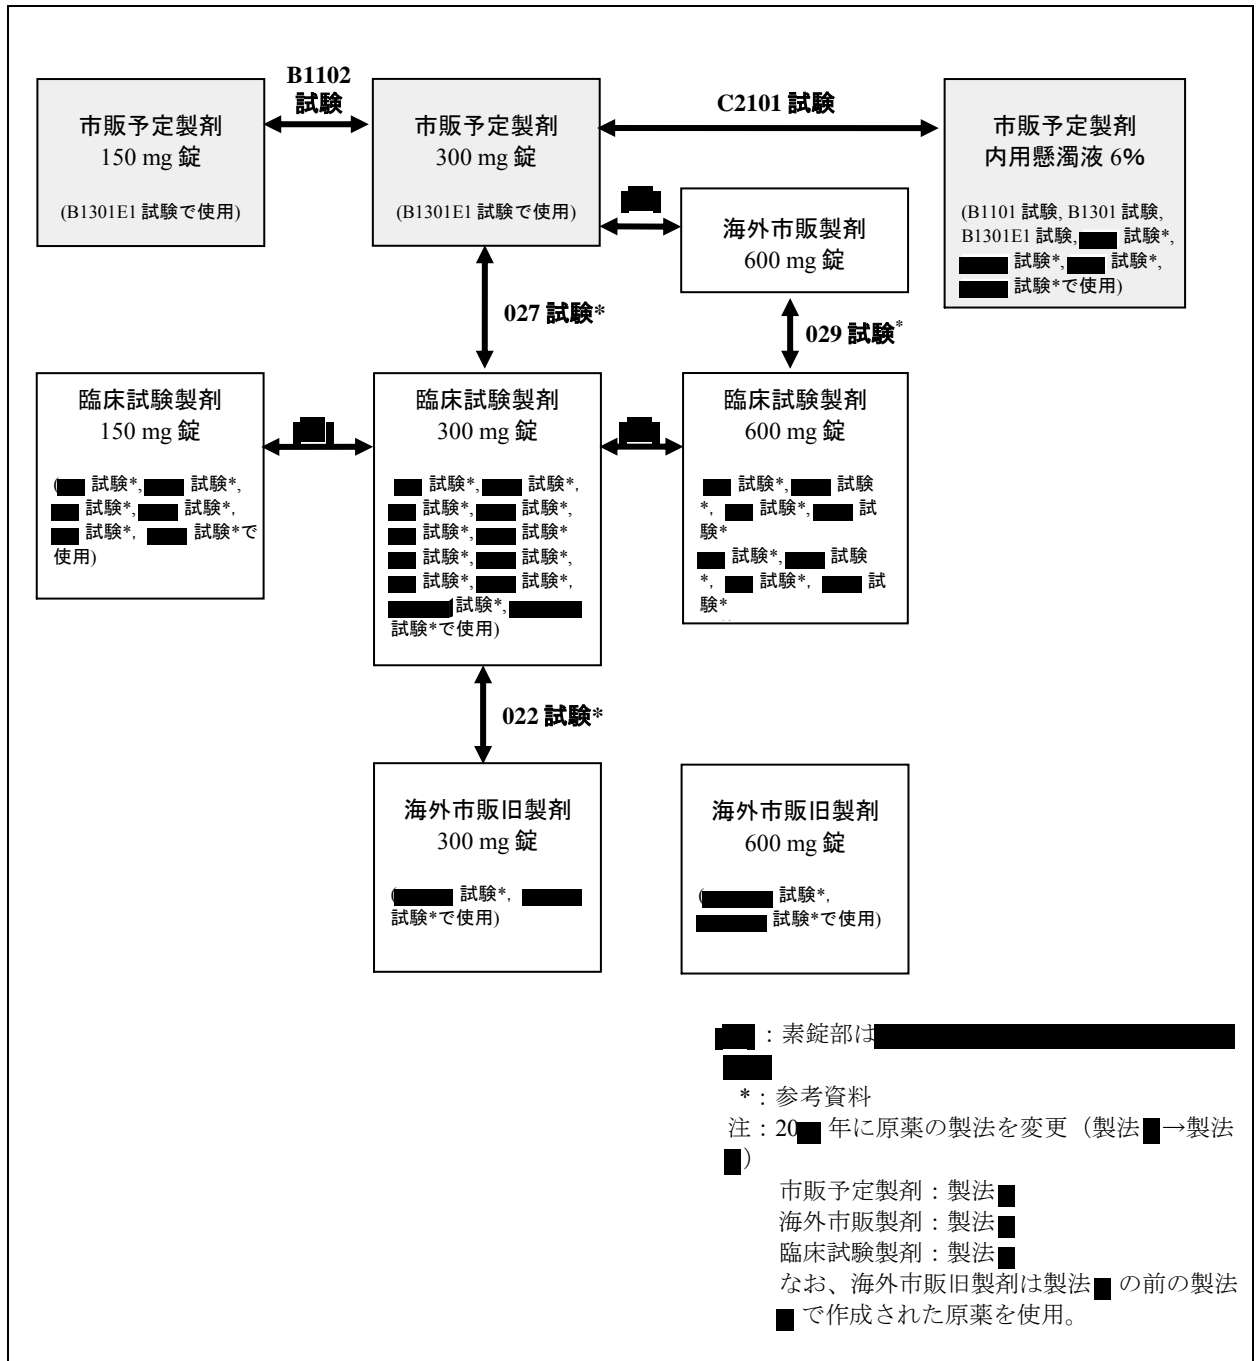 B1102
試験
C2101 試験
市販予定製剤
150 mg 錠
(B1301E1 試験で使用)
市販予定製剤
300 mg 錠
(B1301E1 試験で使用)
市販予定製剤
内用懸濁液 6%
(B1101 試験, B1301 試験,
B1301E1 試験, 試験*,
試験*, 試験*,
試験*で使用)
海外市販製剤
600 mg 錠
027 試験*
029 試験*
臨床試験製剤
150 mg 錠
( 試験*, 試験*,
試験*, 試験*,
試験*, 試験*で
使用)
臨床試験製剤
300 mg 錠
試験*, 試験*,
試験*, 試験*,
試験*, 試験*
試験*, 試験*,
試験*, 試験*,
試験*,
試験*で使用)
臨床試験製剤
600 mg 錠
試験*, 試験
*, 試験*, 試
験*
試験*, 試験
*, 試験*, 試
験*
022 試験*
海外市販旧製剤
300 mg 錠
( 試験*,
試験*で使用)
海外市販旧製剤
600 mg 錠
( 試験*,
試験*で使用)
：素錠部は
*：参考資料
注：20 年に原薬の製法を変更（製法 →製法
）
市販予定製剤：製法
海外市販製剤：製法
臨床試験製剤：製法
なお、海外市販旧製剤は製法 の前の製法
で作成された原薬を使用。